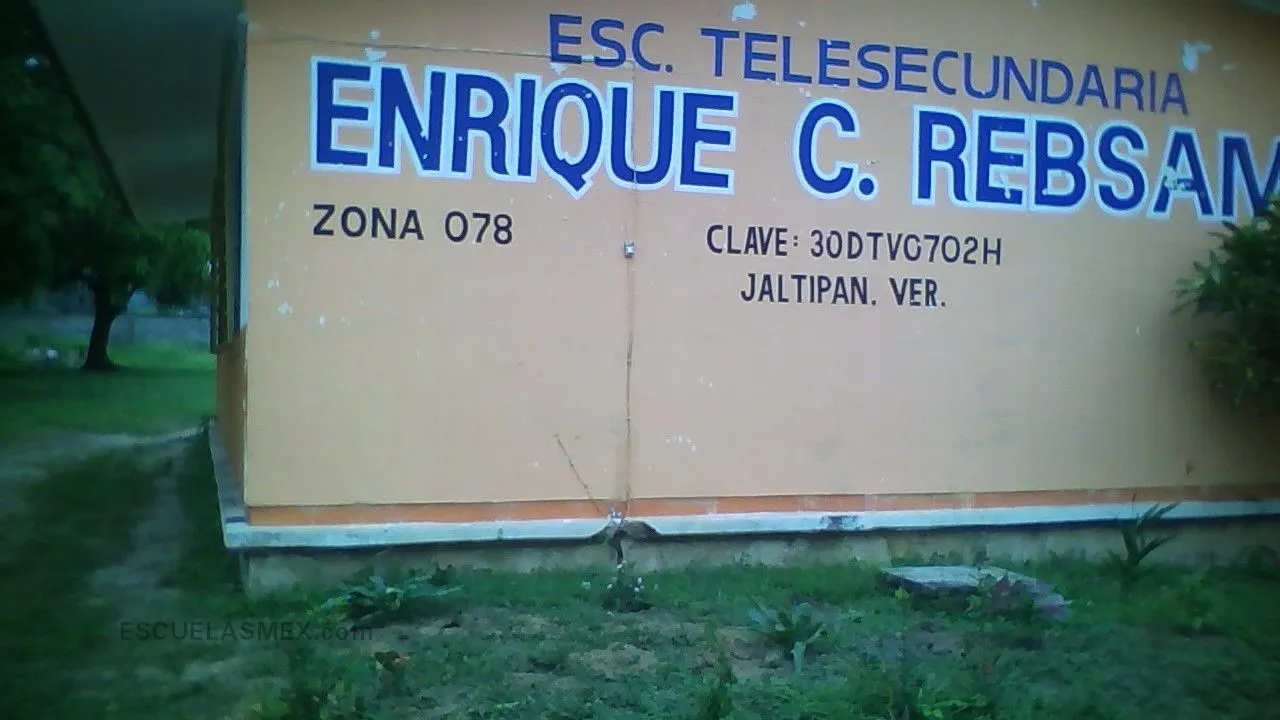 ESC. TELESECUNDARIA
ENRIQUE C. REBSAM
ZONA 078
CLAVE: 30DTV0702H
JALTIPAN. VER.
ESCUELASMEX.com